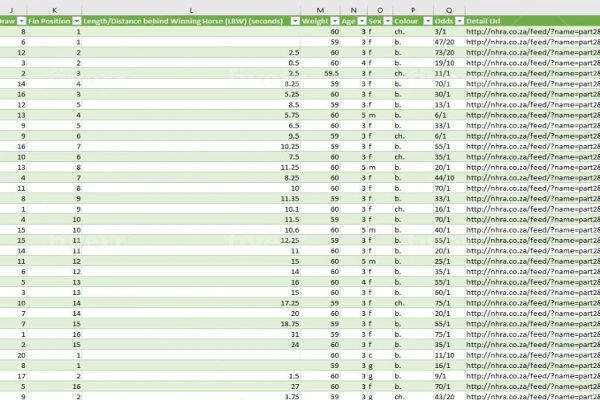 J K L M N O P Q
Draw Fin Position Length/Distance behind Winning Horse (LBW) (seconds) Weight Age Sex Colour Odds Detail Url
8 1 60 3 f ch. 3/1 http://nhra.co.za/feed/?name=part28
6 1 59 3 f b. 47/20 http://nhra.co.za/feed/?name=part28
12 2 2.5 60 3 f b. 73/20 http://nhra.co.za/feed/?name=part28
3 2 0.5 60 4 f b. 19/10 http://nhra.co.za/feed/?name=part28
2 3 2.5 59.5 3 f ch. 11/1 http://nhra.co.za/feed/?name=part28
14 4 3.25 59 3 f b. 70/1 http://nhra.co.za/feed/?name=part28
16 3 5.25 60 3 f b. 30/1 http://nhra.co.za/feed/?name=part28
12 5 8.5 59 3 f b. 13/1 http://nhra.co.za/feed/?name=part28
13 4 5.75 60 5 m b. 6/1 http://nhra.co.za/feed/?name=part28
9 5 6.5 60 3 f b. 33/1 http://nhra.co.za/feed/?name=part28
9 6 9.5 59 3 f ch. 6/1 http://nhra.co.za/feed/?name=part28
16 7 10.25 59 3 f b. 55/1 http://nhra.co.za/feed/?name=part28
10 6 7.5 60 3 f ch. 35/1 http://nhra.co.za/feed/?name=part28
13 8 11.25 60 5 m b. 20/1 http://nhra.co.za/feed/?name=part28
4 7 8.25 60 3 f b. 44/10 http://nhra.co.za/feed/?name=part28
11 8 10 60 3 f b. 70/1 http://nhra.co.za/feed/?name=part28
8 9 11.35 59 3 f b. 33/1 http://nhra.co.za/feed/?name=part28
1 9 10.1 60 3 f ch. 16/1 http://nhra.co.za/feed/?name=part28
4 10 11.5 59 3 f b. 70/1 http://nhra.co.za/feed/?name=part28
15 10 10.6 60 5 m b. 40/1 http://nhra.co.za/feed/?name=part28
15 11 12.25 59 3 f b. 55/1 http://nhra.co.za/feed/?name=part28
14 11 11 60 3 f b. 20/1 http://nhra.co.za/feed/?name=part28
11 12 15 60 5 m b. 25/1 http://nhra.co.za/feed/?name=part28
6 12 14 60 3 f b. 35/1 http://nhra.co.za/feed/?name=part28
5 13 16 60 4 f b. 55/1 http://nhra.co.za/feed/?name=part28
3 13 15 60 3 f b. 60/1 http://nhra.co.za/feed/?name=part28
10 14 17.25 59 3 f ch. 75/1 http://nhra.co.za/feed/?name=part28
7 14 20 60 3 f b. 20/1 http://nhra.co.za/feed/?name=part28
7 15 18.75 59 3 f b. 55/1 http://nhra.co.za/feed/?name=part28
1 16 31 59 3 f b. 75/1 http://nhra.co.za/feed/?name=part28
2 15 24 60 3 f b. 35/1 http://nhra.co.za/feed/?name=part28
20 1 60 3 c b. 11/10 http://nhra.co.za/feed/?name=part28
8 1 59 3 g b. 16/1 http://nhra.co.za/feed/?name=part28
17 2 1.5 60 3 g b. 9/1 http://nhra.co.za/feed/?name=part28
5 16 27 60 3 f b. 70/1 http://nhra.co.za/feed/?name=part28
9 2 3.75 59 3 g ch. 43/20 http://nhra.co.za/feed/?name=part28